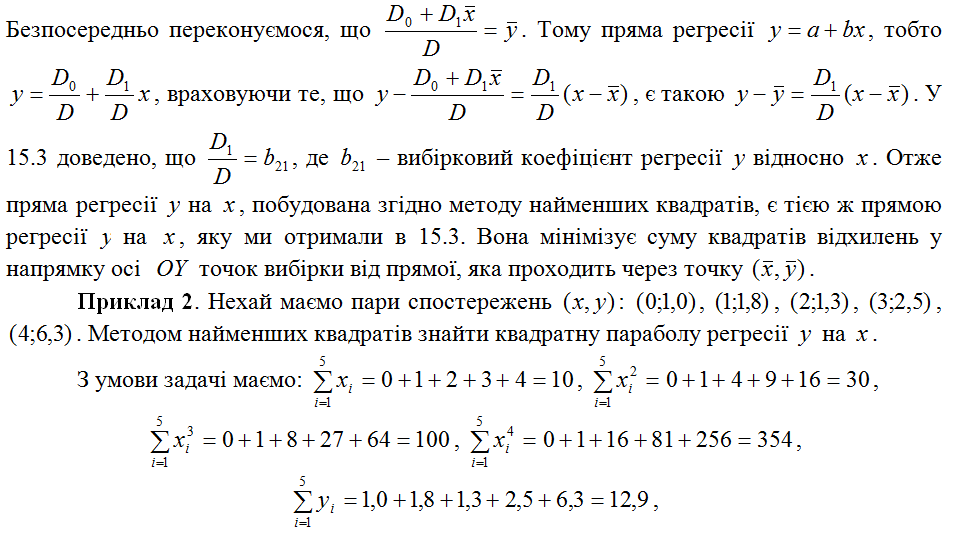 Безпосередньо переконуємося, що $\frac{D_0 + D_1\bar{x}}{D} = \bar{y}$. Тому пряма регресії $y = a + bx$, тобто
$y = \frac{D_0}{D} + \frac{D_1}{D}x$, враховуючи те, що $y - \frac{D_0 + D_1\bar{x}}{D} = \frac{D_1}{D}(x - \bar{x})$, є такою $y - \bar{y} = \frac{D_1}{D}(x - \bar{x})$. У
15.3 доведено, що $\frac{D_1}{D} = b_{21}$, де $b_{21}$ – вибірковий коефіцієнт регресії $y$ відносно $x$. Отже
пряма регресії $y$ на $x$, побудована згідно методу найменших квадратів, є тією ж прямою
регресії $y$ на $x$, яку ми отримали в 15.3. Вона мінімізує суму квадратів відхилень у
напрямку осі $OY$ точок вибірки від прямої, яка проходить через точку $(\bar{x}, \bar{y})$.
Приклад 2. Нехай маємо пари спостережень $(x, y)$: (0;1,0), (1;1,8), (2;1,3), (3;2,5),
(4;6,3). Методом найменших квадратів знайти квадратну параболу регресії $y$ на $x$.
З умови задачі маємо: $\sum_{i=1}^{5} x_i = 0 + 1 + 2 + 3 + 4 = 10$, $\sum_{i=1}^{5} x_i^2 = 0 + 1 + 4 + 9 + 16 = 30$,
$\sum_{i=1}^{5} x_i^3 = 0 + 1 + 8 + 27 + 64 = 100$, $\sum_{i=1}^{5} x_i^4 = 0 + 1 + 16 + 81 + 256 = 354$,
$\sum_{i=1}^{5} y_i = 1,0 + 1,8 + 1,3 + 2,5 + 6,3 = 12,9$,